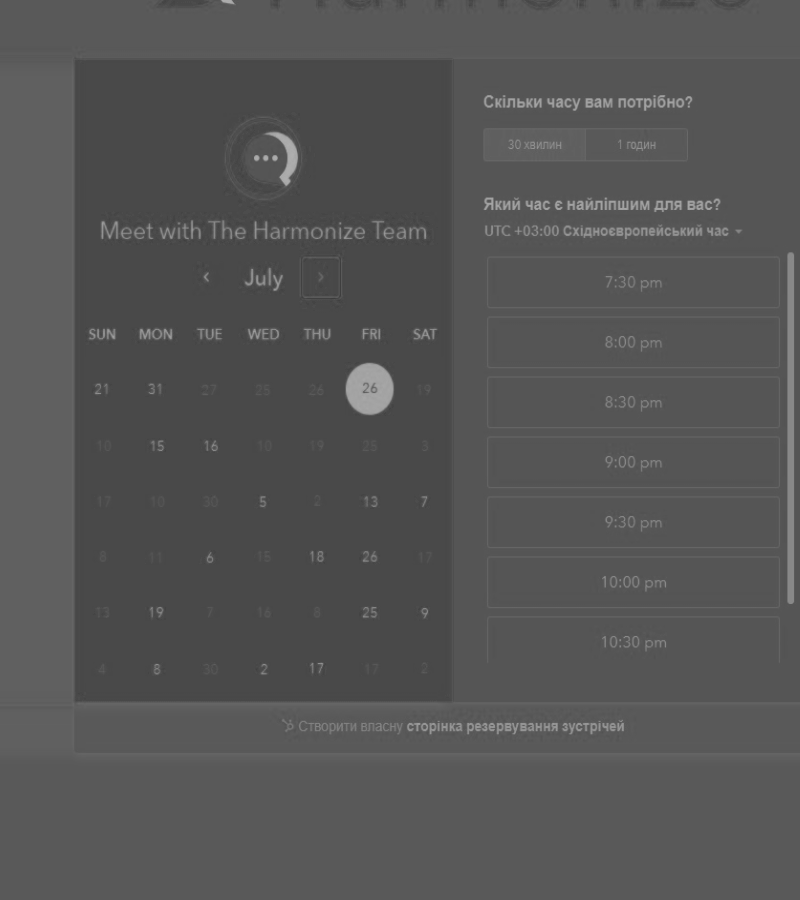 Meet with The Harmonize Team
‹ July ›
SUN MON TUE WED THU FRI SAT
21 31 27 25 26 26 19
10 15 16 10 19 25 3
17 10 30 5 2 13 7
8 11 6 15 18 26 17
13 19 7 16 8 25 9
4 8 30 2 17 17 2
Скільки часу вам потрібно?
30 хвилин 1 годин
Який час є найліпшим для вас?
UTC +03:00 Східноєвропейський час
7:30 pm
8:00 pm
8:30 pm
9:00 pm
9:30 pm
10:00 pm
10:30 pm
Створити власну сторінка резервування зустрічей